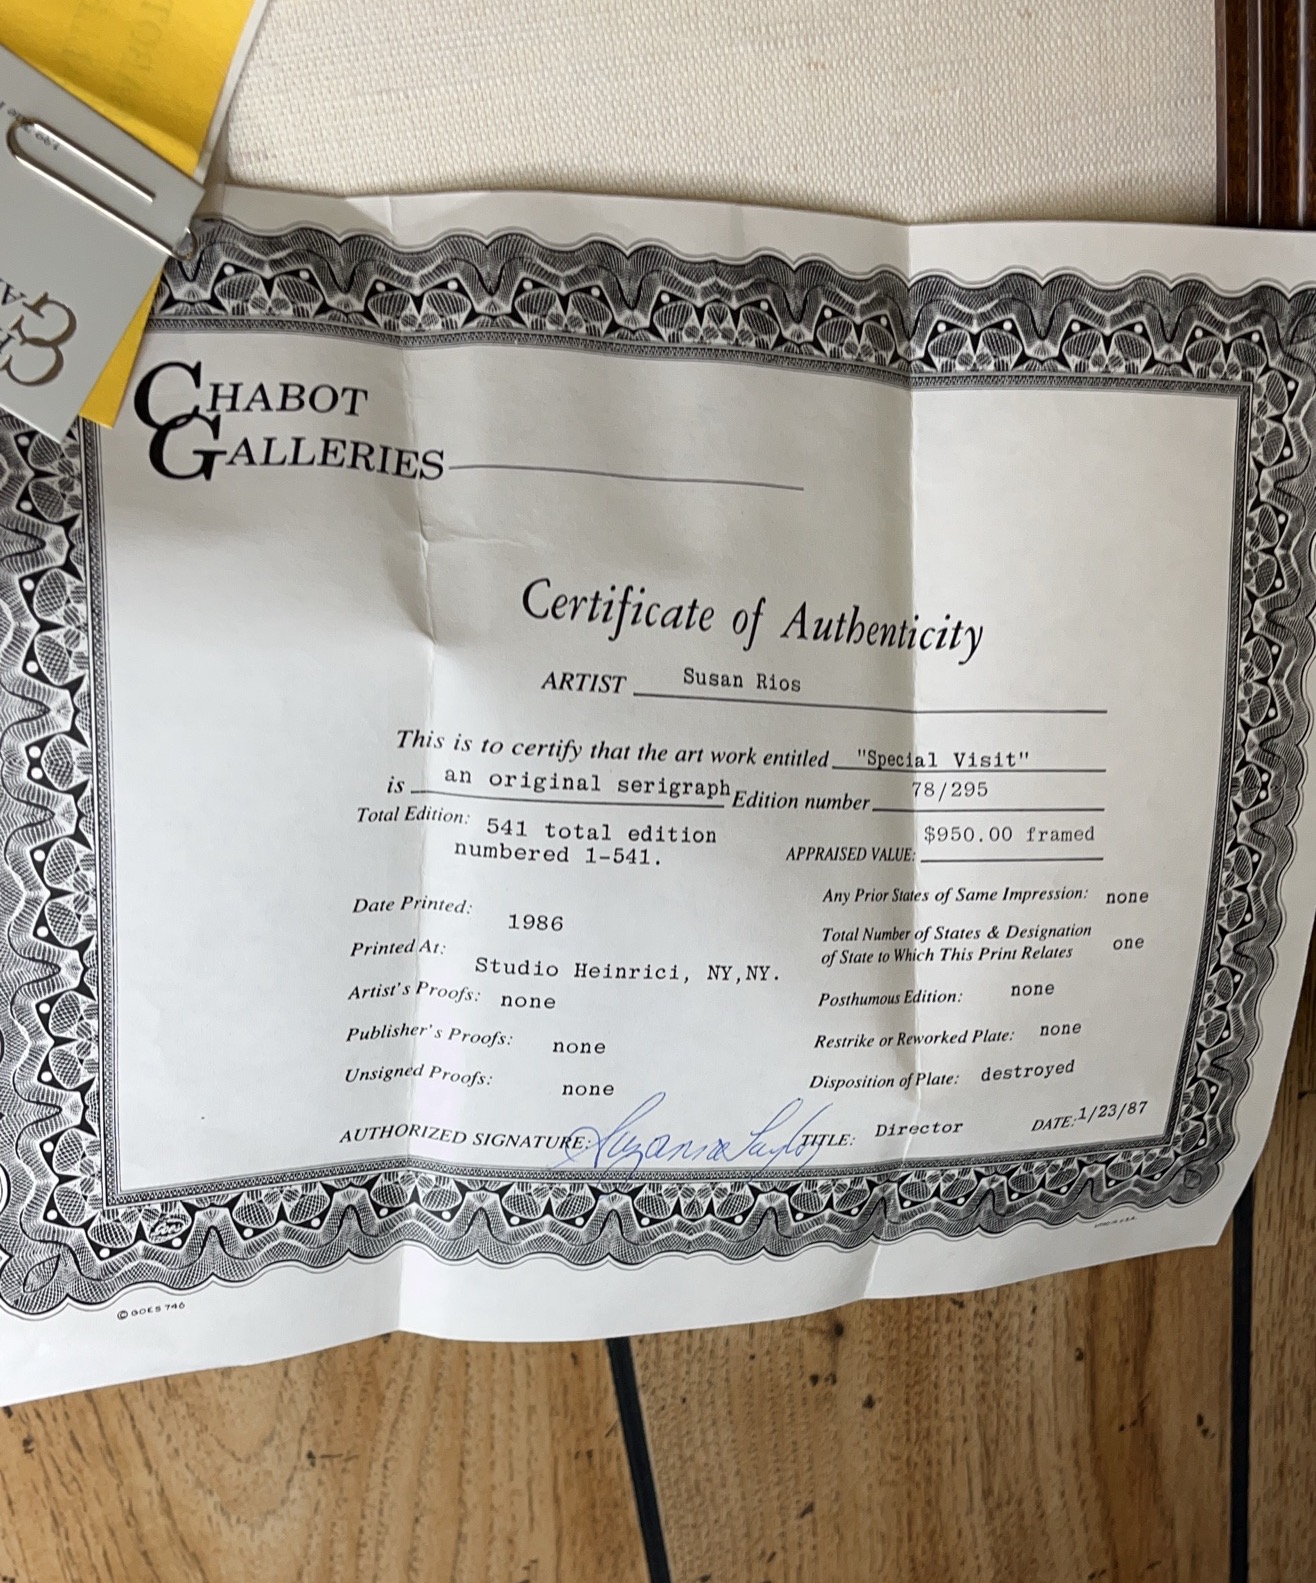 CHABOT
GALLERIES
Certificate of Authenticity
ARTIST Susan Rios
This is to certify that the art work entitled "Special Visit"
is an original serigraph Edition number 78/295
Total Edition: 541 total edition
numbered 1-541.
APPRAISED VALUE: $950.00 framed
Date Printed: 1986
Printed At: Studio Heinrici, NY,NY.
Artist's Proofs: none
Publisher's Proofs: none
Unsigned Proofs: none
Any Prior States of Same Impression: none
Total Number of States & Designation
of State to Which This Print Relates one
Posthumous Edition: none
Restrike or Reworked Plate: none
Disposition of Plate: destroyed
AUTHORIZED SIGNATURE: Suzanne Taylor TITLE: Director DATE: 1/23/87
© GOES 746